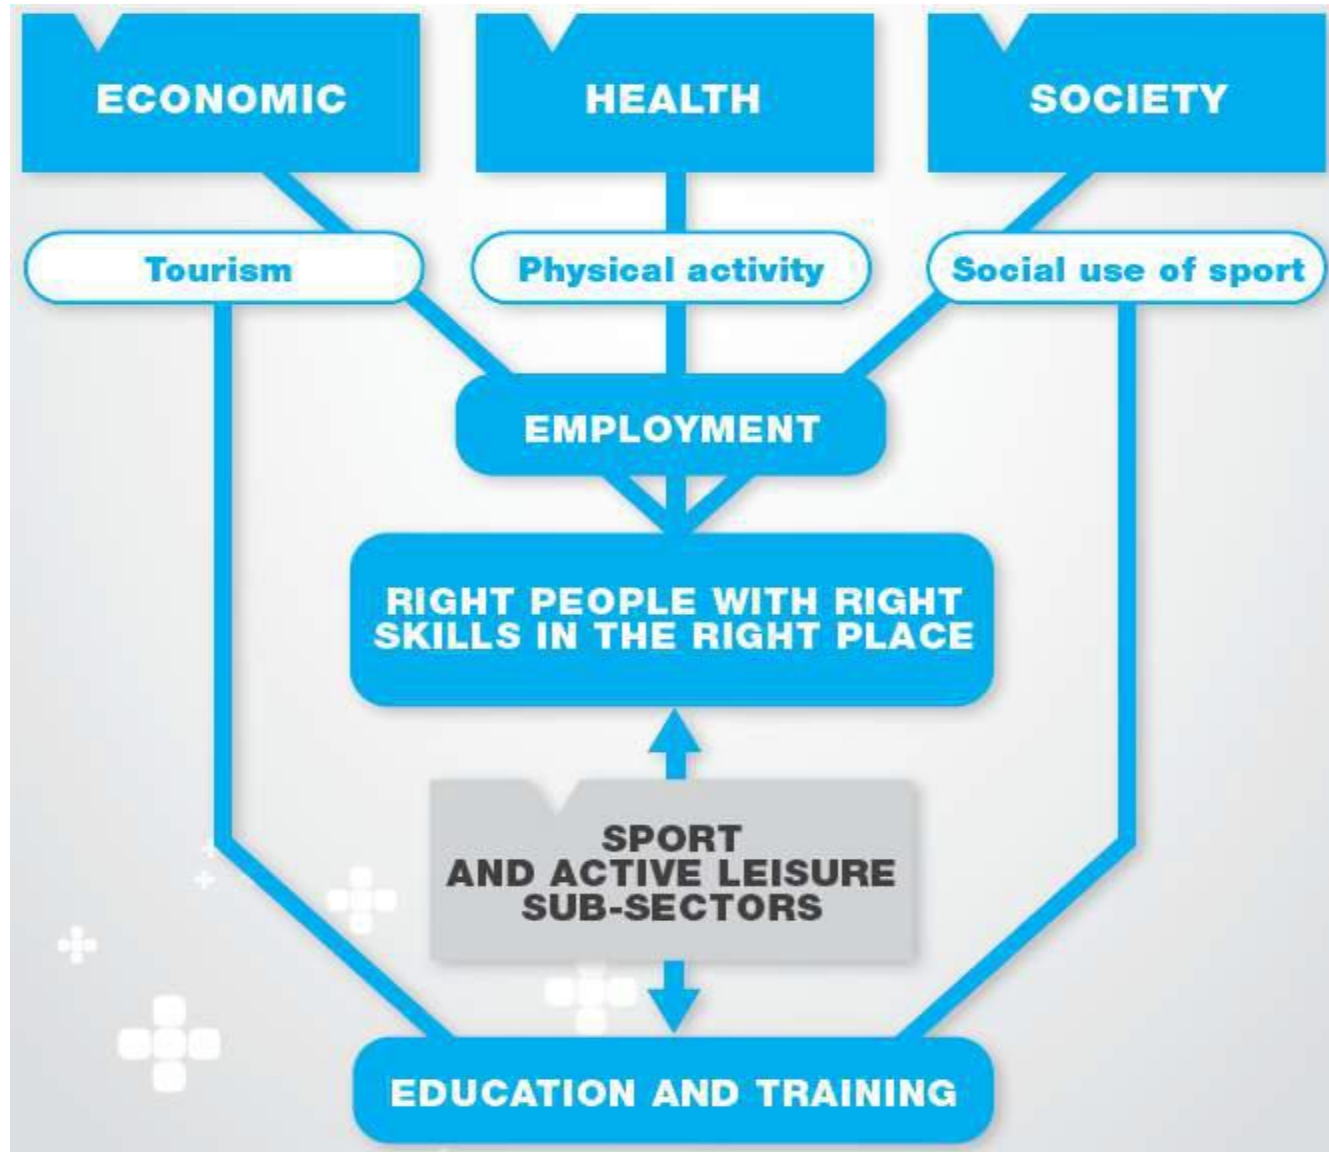 ECONOMIC
HEALTH
SOCIETY
Tourism
Physical activity
Social use of sport
EMPLOYMENT
RIGHT PEOPLE WITH RIGHT
SKILLS IN THE RIGHT PLACE
SPORT
AND ACTIVE LEISURE
SUB-SECTORS
EDUCATION AND TRAINING